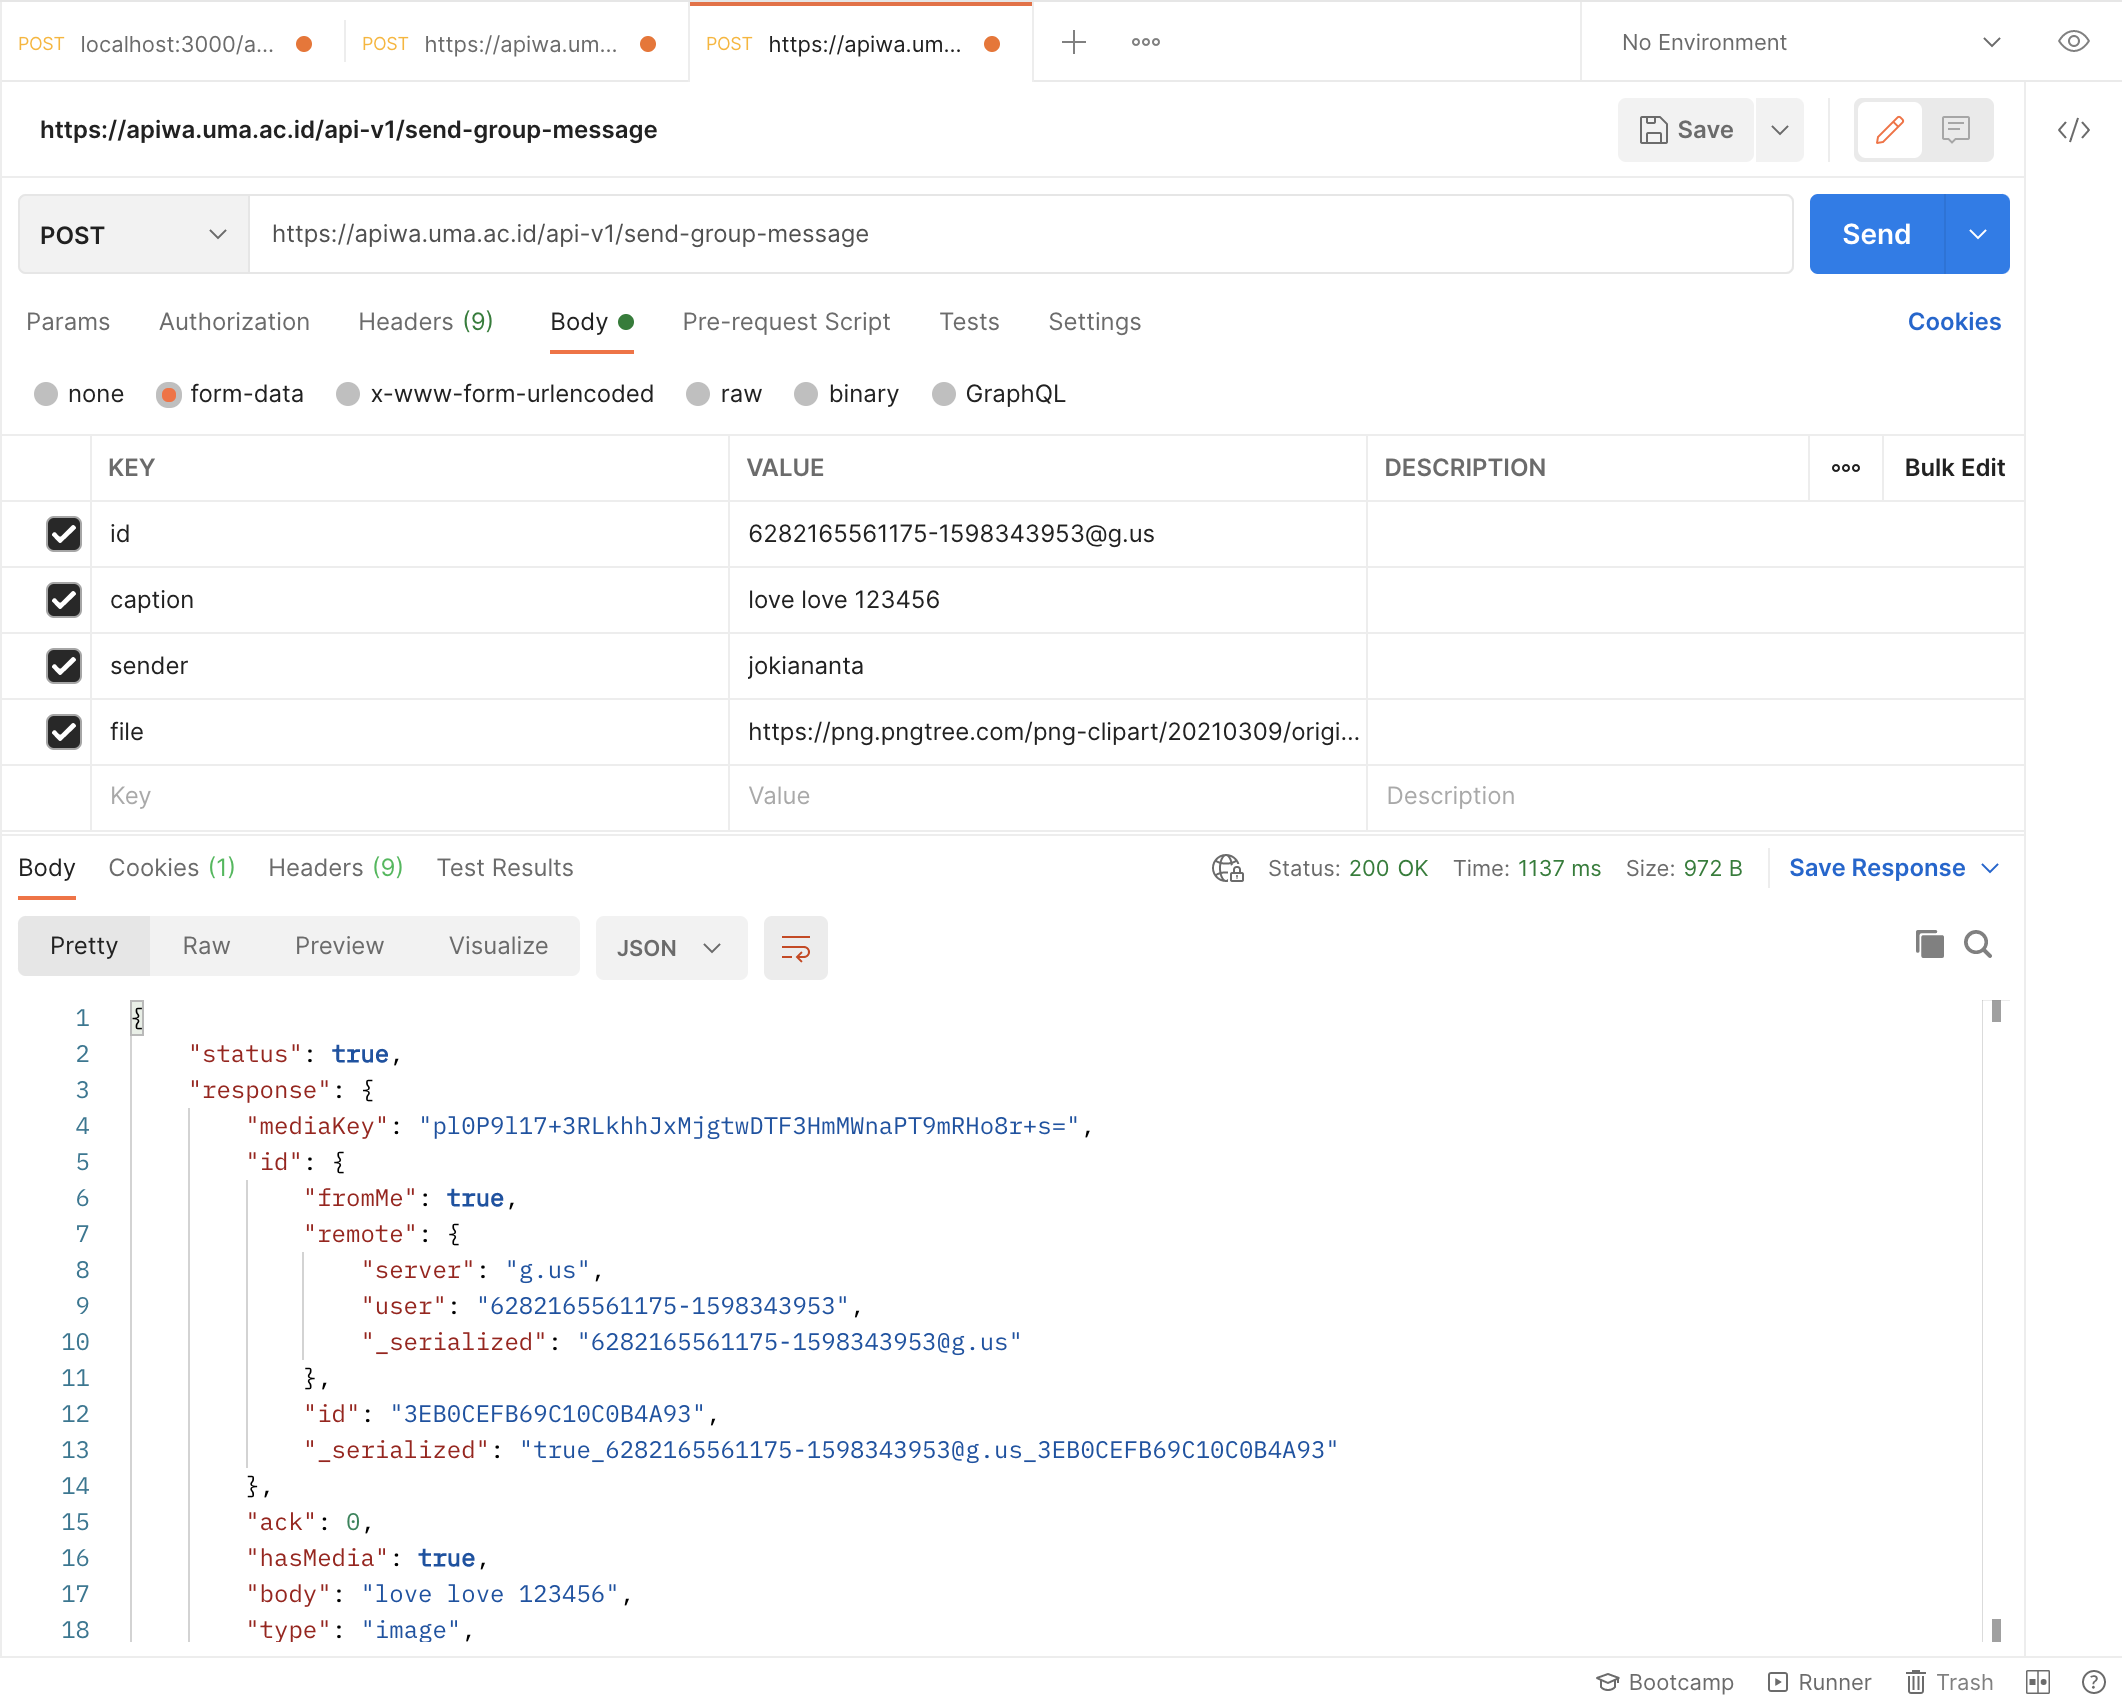 POST localhost:3000/a... POST https://apiwa.um... POST https://apiwa.um... No Environment
https://apiwa.uma.ac.id/api-v1/send-group-message Save </>
POST https://apiwa.uma.ac.id/api-v1/send-group-message Send
Params Authorization Headers (9) Body Pre-request Script Tests Settings Cookies
none form-data x-www-form-urlencoded raw binary GraphQL
KEY VALUE DESCRIPTION Bulk Edit
id 6282165561175-1598343953@g.us
caption love love 123456
sender jokiananta
file https://png.pngtree.com/png-clipart/20210309/origi...
Key Value Description
Body Cookies (1) Headers (9) Test Results Status: 200 OK Time: 1137 ms Size: 972 B Save Response
Pretty Raw Preview Visualize JSON
1 {
2 "status": true,
3 "response": {
4 "mediaKey": "pl0P9l17+3RLkhhJxMjgtwDTF3HmMWnaPT9mRHo8r+s=",
5 "id": {
6 "fromMe": true,
7 "remote": {
8 "server": "g.us",
9 "user": "6282165561175-1598343953",
10 "_serialized": "6282165561175-1598343953@g.us"
11 },
12 "id": "3EB0CEFB69C10C0B4A93",
13 "_serialized": "true_6282165561175-1598343953@g.us_3EB0CEFB69C10C0B4A93"
14 },
15 "ack": 0,
16 "hasMedia": true,
17 "body": "love love 123456",
18 "type": "image",
Bootcamp Runner Trash